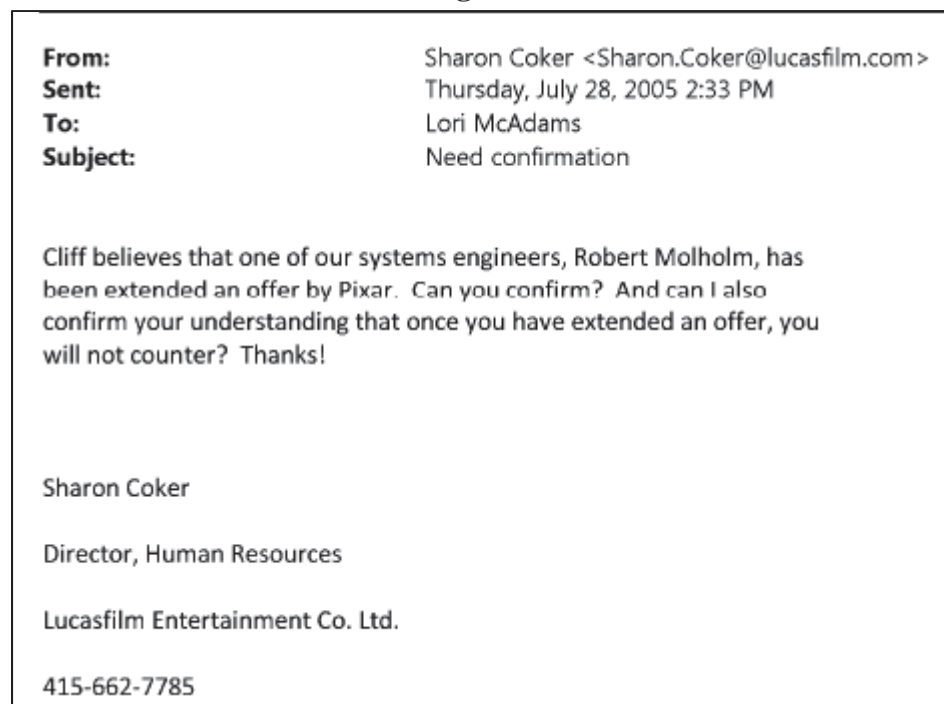 From: Sharon Coker <Sharon.Coker@lucasfilm.com>
Sent: Thursday, July 28, 2005 2:33 PM
To: Lori McAdams
Subject: Need confirmation
Cliff believes that one of our systems engineers, Robert Molholm, has
been extended an offer by Pixar. Can you confirm? And can I also
confirm your understanding that once you have extended an offer, you
will not counter? Thanks!
Sharon Coker
Director, Human Resources
Lucasfilm Entertainment Co. Ltd.
415-662-7785